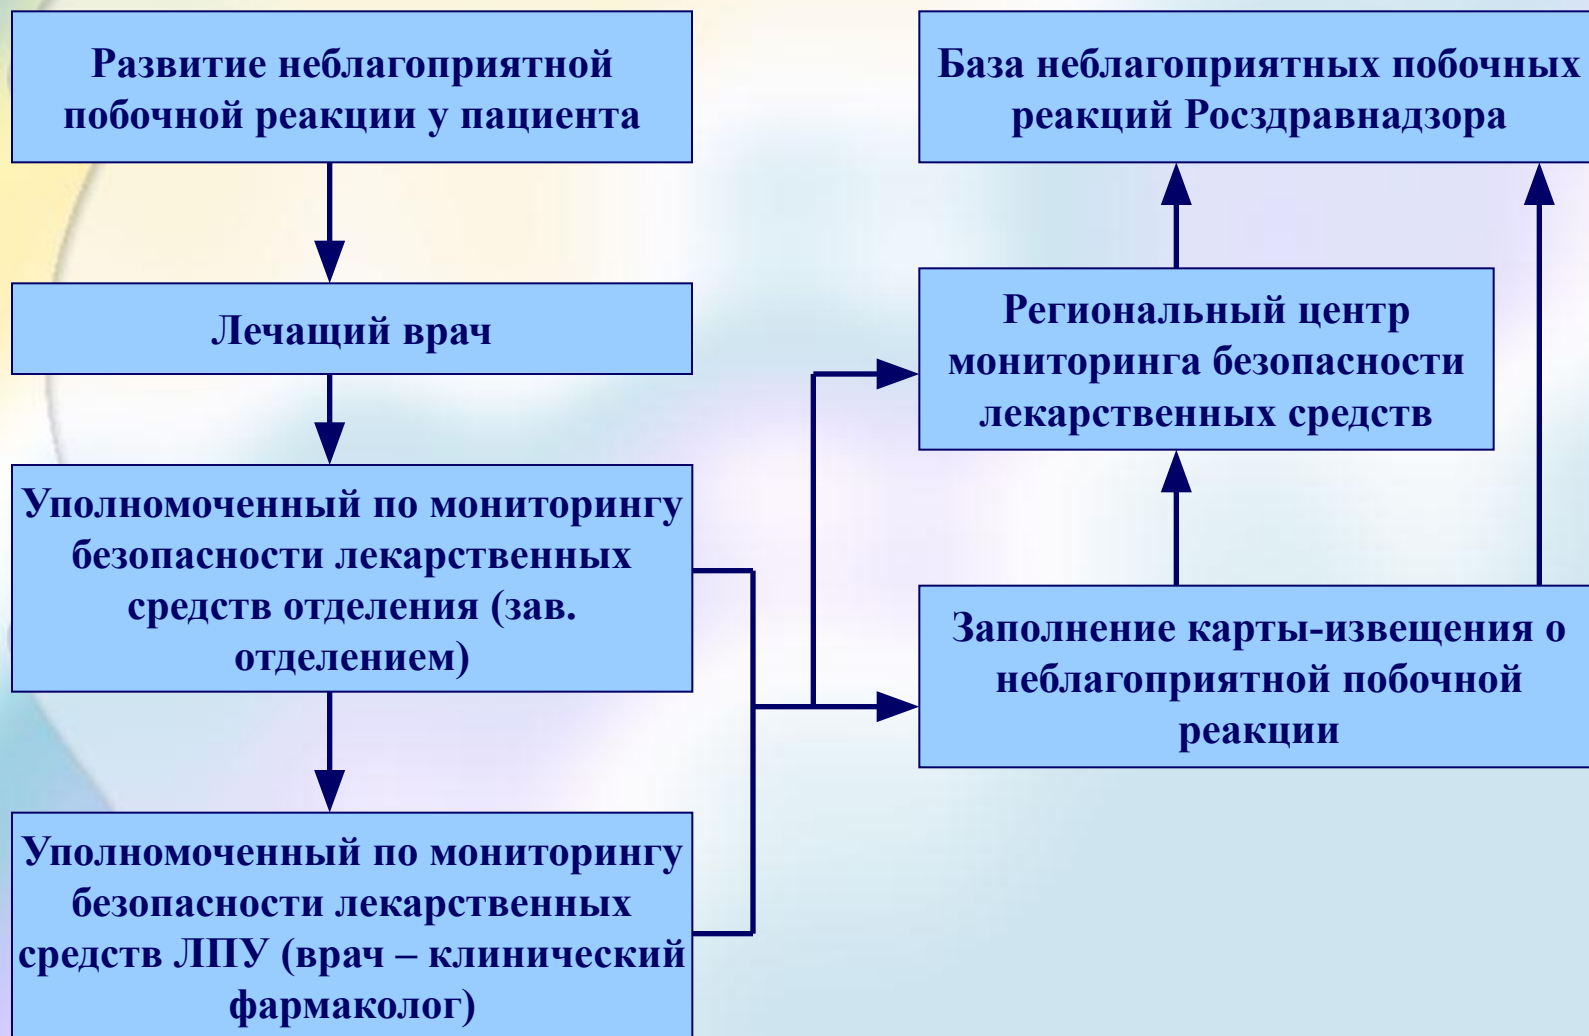 Развитие неблагоприятной
побочной реакции у пациента
Лечащий врач
Уполномоченный по мониторингу
безопасности лекарственных
средств отделения (зав.
отделением)
Уполномоченный по мониторингу
безопасности лекарственных
средств ЛПУ (врач – клинический
фармаколог)
База неблагоприятных побочных
реакций Росздравнадзора
Региональный центр
мониторинга безопасности
лекарственных средств
Заполнение карты-извещения о
неблагоприятной побочной
реакции